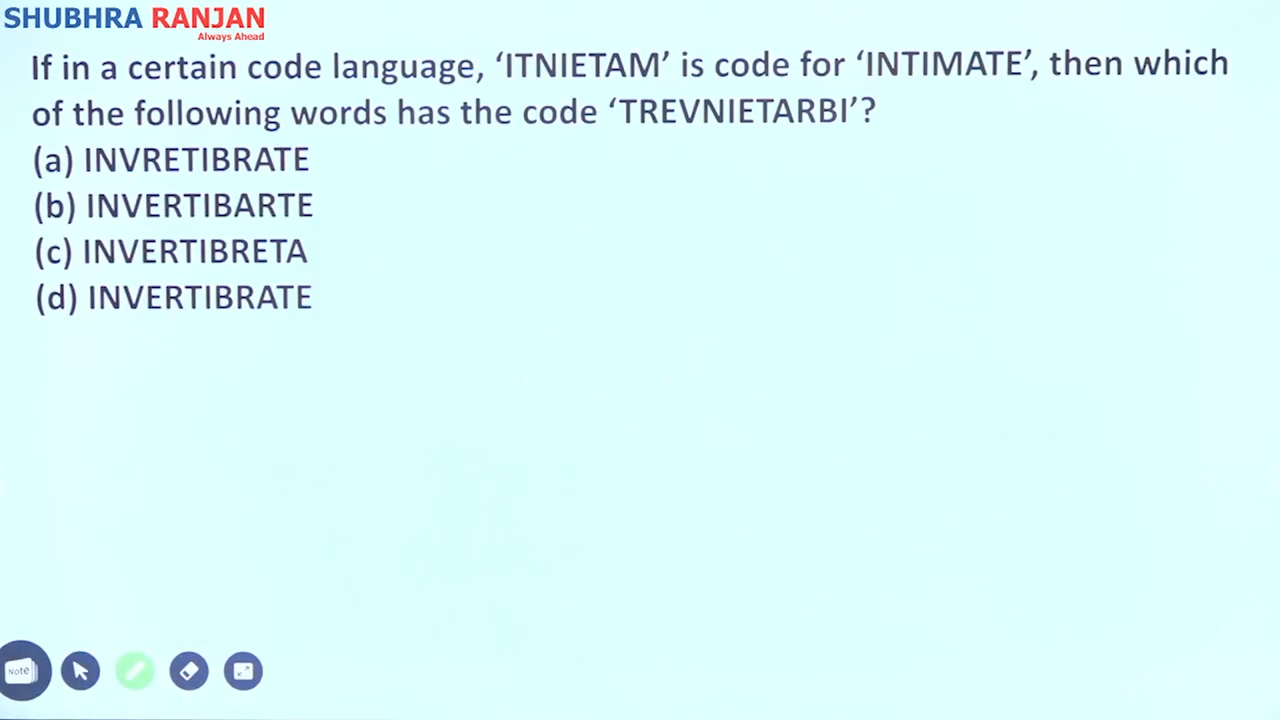 SHUBHRA RANJAN
Always Ahead
If in a certain code language, ‘ITNIETAM’ is code for ‘INTIMATE’, then which
of the following words has the code ‘TREVNIETARBI’?
(a) INVRETIBRATE
(b) INVERTIBARTE
(c) INVERTIBRETA
(d) INVERTIBRATE
Note